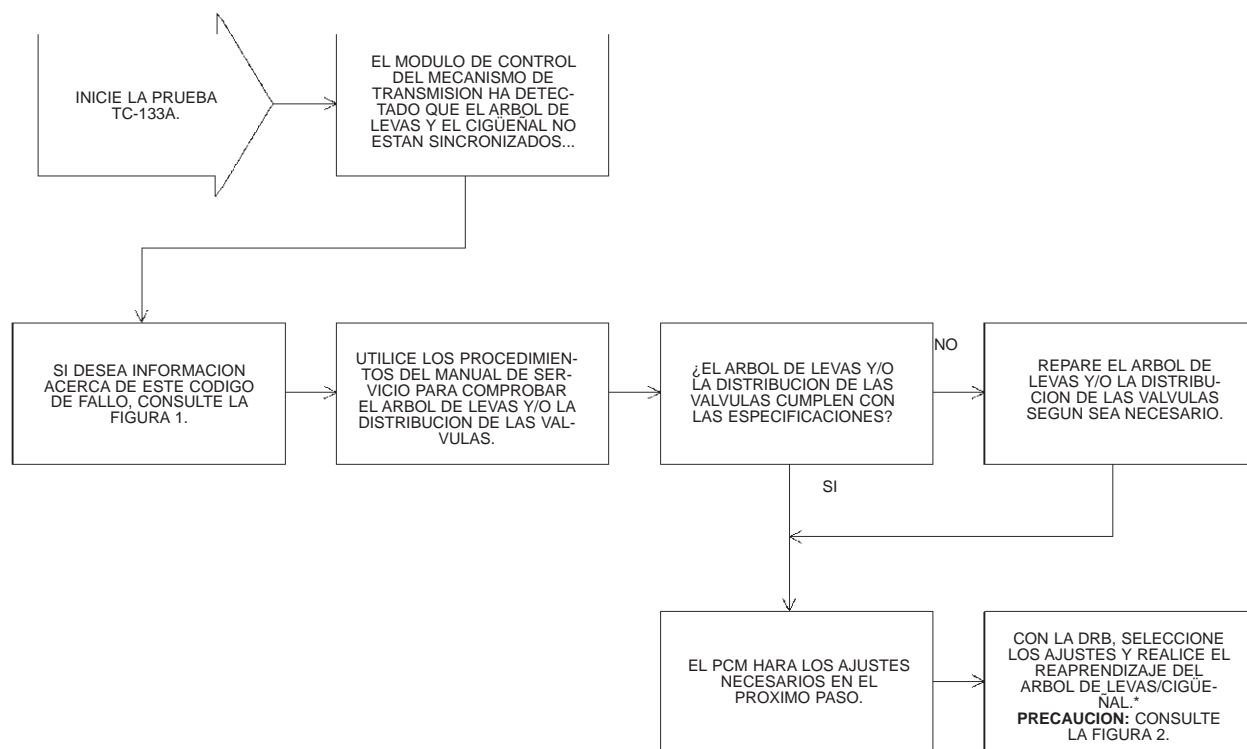 INICIE LA PRUEBA
TC-133A.
EL MODULO DE CONTROL
DEL MECANISMO DE
TRANSMISION HA DETEC-
TADO QUE EL ARBOL DE
LEVAS Y EL CIGÜEÑAL NO
ESTAN SINCRONIZADOS...
SI DESEA INFORMACION
ACERCA DE ESTE CODIGO
DE FALLO, CONSULTE LA
FIGURA 1.
UTILICE LOS PROCEDIMIEN-
TOS DEL MANUAL DE SER-
VICIO PARA COMPROBAR
EL ARBOL DE LEVAS Y/O LA
DISTRIBUCION DE LAS VAL-
VULAS.
¿EL ARBOL DE LEVAS Y/O
LA DISTRIBUCION DE LAS
VALVULAS CUMPLEN CON
LAS ESPECIFICACIONES?
NO
REPARE EL ARBOL DE
LEVAS Y/O LA DISTRIBU-
CION DE LAS VALVULAS
SEGUN SEA NECESARIO.
SI
EL PCM HARA LOS AJUSTES
NECESARIOS EN EL
PROXIMO PASO.
CON LA DRB, SELECCIONE
LOS AJUSTES Y REALICE EL
REAPRENDIZAJE DEL
ARBOL DE LEVAS/CIGÜE-
ÑAL.*
PRECAUCION: CONSULTE
LA FIGURA 2.